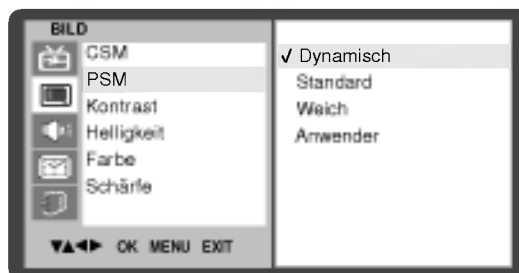 BILD
CSM
PSM
Kontrast
Helligkeit
Farbe
Schärfe
▼▲◀▶ OK MENU EXIT
✓ Dynamisch
Standard
Weich
Anwender